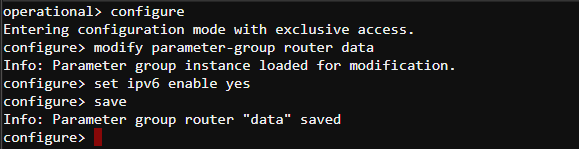 operational> configure
Entering configuration mode with exclusive access.
configure> modify parameter-group router data
Info: Parameter group instance loaded for modification.
configure> set ipv6 enable yes
configure> save
Info: Parameter group router "data" saved
configure>